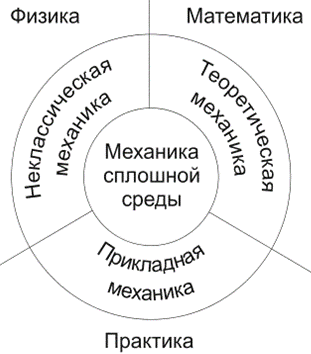 Физика
Математика
Неклассическая
механика
Теоретическая
механика
Механика
сплошной
среды
Прикладная
механика
Практика